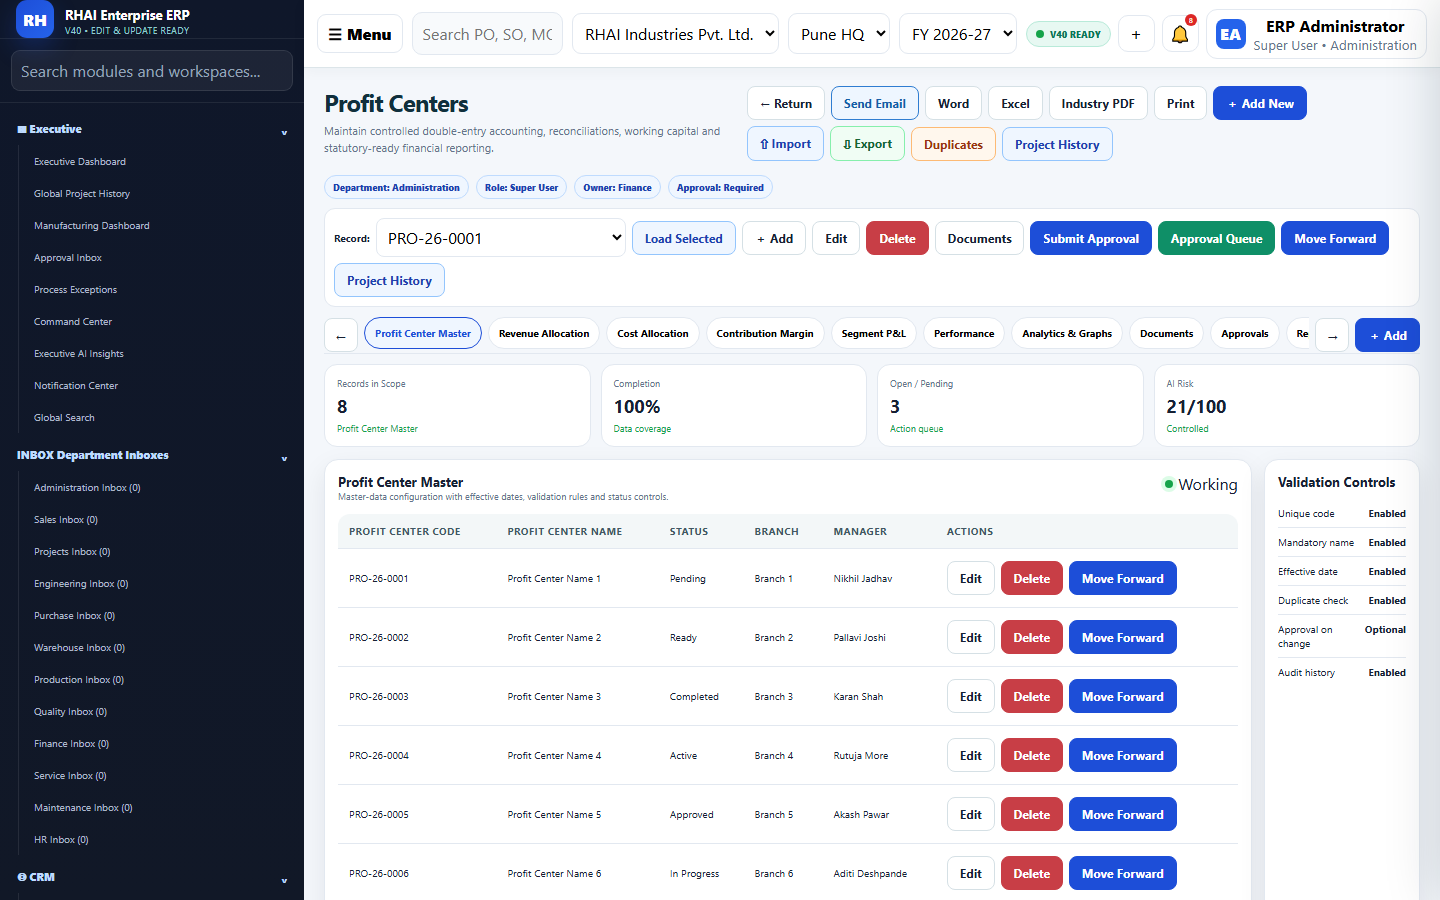 RH
RHAI Enterprise ERP
V40 • EDIT & UPDATE READY
Search modules and workspaces...
Executive
Executive Dashboard
Global Project History
Manufacturing Dashboard
Approval Inbox
Process Exceptions
Command Center
Executive AI Insights
Notification Center
Global Search
INBOX Department Inboxes
Administration Inbox (0)
Sales Inbox (0)
Projects Inbox (0)
Engineering Inbox (0)
Purchase Inbox (0)
Warehouse Inbox (0)
Production Inbox (0)
Quality Inbox (0)
Finance Inbox (0)
Service Inbox (0)
Maintenance Inbox (0)
HR Inbox (0)
CRM
☰ Menu
Search PO, SO, MO
RHAI Industries Pvt. Ltd.
Pune HQ
FY 2026-27
V40 READY
+
8
EA
ERP Administrator
Super User • Administration
Profit Centers
Maintain controlled double-entry accounting, reconciliations, working capital and
statutory-ready financial reporting.
← Return
Send Email
Word
Excel
Industry PDF
Print
+ Add New
⇧ Import
⇩ Export
Duplicates
Project History
Department: Administration
Role: Super User
Owner: Finance
Approval: Required
Record:
PRO-26-0001
Load Selected
+ Add
Edit
Delete
Documents
Submit Approval
Approval Queue
Move Forward
Project History
←
Profit Center Master
Revenue Allocation
Cost Allocation
Contribution Margin
Segment P&L
Performance
Analytics & Graphs
Documents
Approvals
Re
→
+ Add
Records in Scope
8
Profit Center Master
Completion
100%
Data coverage
Open / Pending
3
Action queue
AI Risk
21/100
Controlled
Profit Center Master
Master-data configuration with effective dates, validation rules and status controls.
Working
PROFIT CENTER CODE PROFIT CENTER NAME STATUS BRANCH MANAGER ACTIONS
PRO-26-0001 Profit Center Name 1 Pending Branch 1 Nikhil Jadhav Edit Delete Move Forward
PRO-26-0002 Profit Center Name 2 Ready Branch 2 Pallavi Joshi Edit Delete Move Forward
PRO-26-0003 Profit Center Name 3 Completed Branch 3 Karan Shah Edit Delete Move Forward
PRO-26-0004 Profit Center Name 4 Active Branch 4 Rutuja More Edit Delete Move Forward
PRO-26-0005 Profit Center Name 5 Approved Branch 5 Akash Pawar Edit Delete Move Forward
PRO-26-0006 Profit Center Name 6 In Progress Branch 6 Aditi Deshpande Edit Delete Move Forward
Validation Controls
Unique code Enabled
Mandatory name Enabled
Effective date Enabled
Duplicate check Enabled
Approval on change Optional
Audit history Enabled